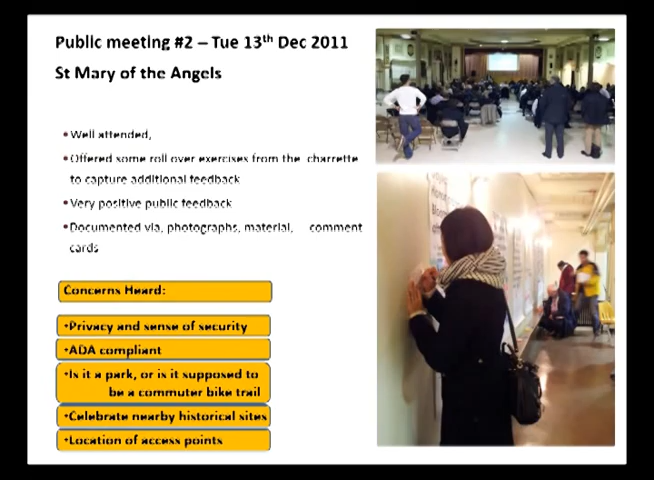 Public meeting #2 – Tue 13th Dec 2011
St Mary of the Angels
• Well attended,
• Offered some roll over exercises from the charrette
to capture additional feedback
• Very positive public feedback
• Documented via, photographs, material, comment
cards
Concerns Heard:
•Privacy and sense of security
•ADA compliant
•Is it a park, or is it supposed to
be a commuter bike trail
•Celebrate nearby historical sites
•Location of access points